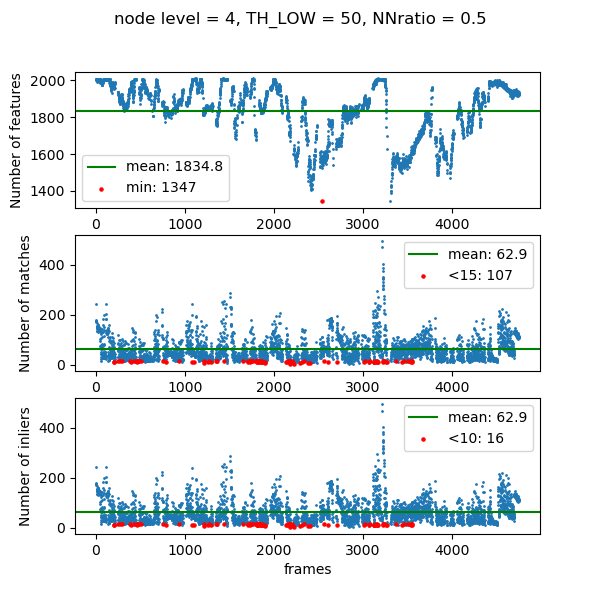 node level = 4, TH_LOW = 50, NNratio = 0.5
Number of features
2000
1800
1600
1400
mean: 1834.8
min: 1347
0 1000 2000 3000 4000
Number of matches
400
200
0
mean: 62.9
<15: 107
0 1000 2000 3000 4000
Number of inliers
400
200
0
mean: 62.9
<10: 16
0 1000 2000 3000 4000
frames